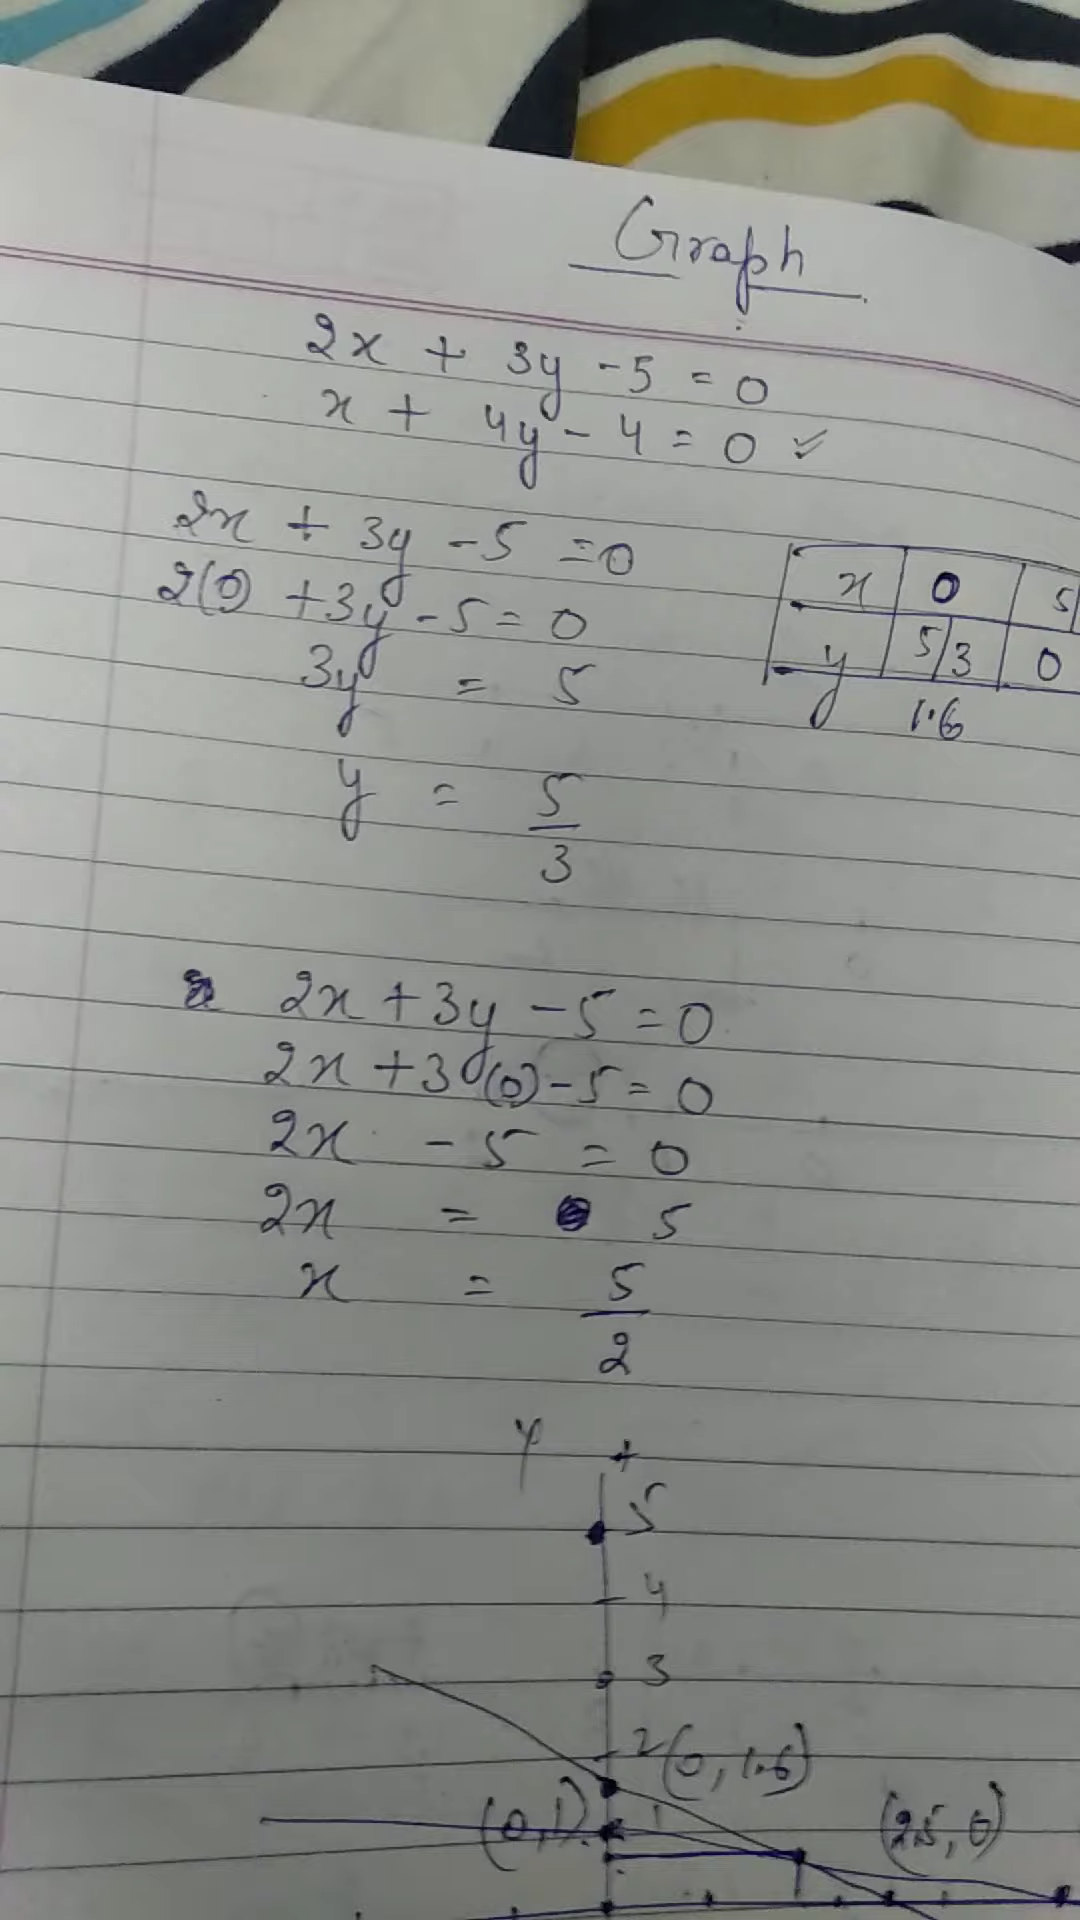 Graph
2x + 3y - 5 = 0
x + 4y - 4 = 0
2x + 3y - 5 = 0
2(0) + 3y - 5 = 0
3y = 5
y = 5/3
x 0 5
y 5/3 0
1.6
2x + 3y - 5 = 0
2x + 3(0) - 5 = 0
2x - 5 = 0
2x = 5
x = 5/2
y
5
4
3
2 (0, 1.6)
(0,1) 1 (2.5, 0)